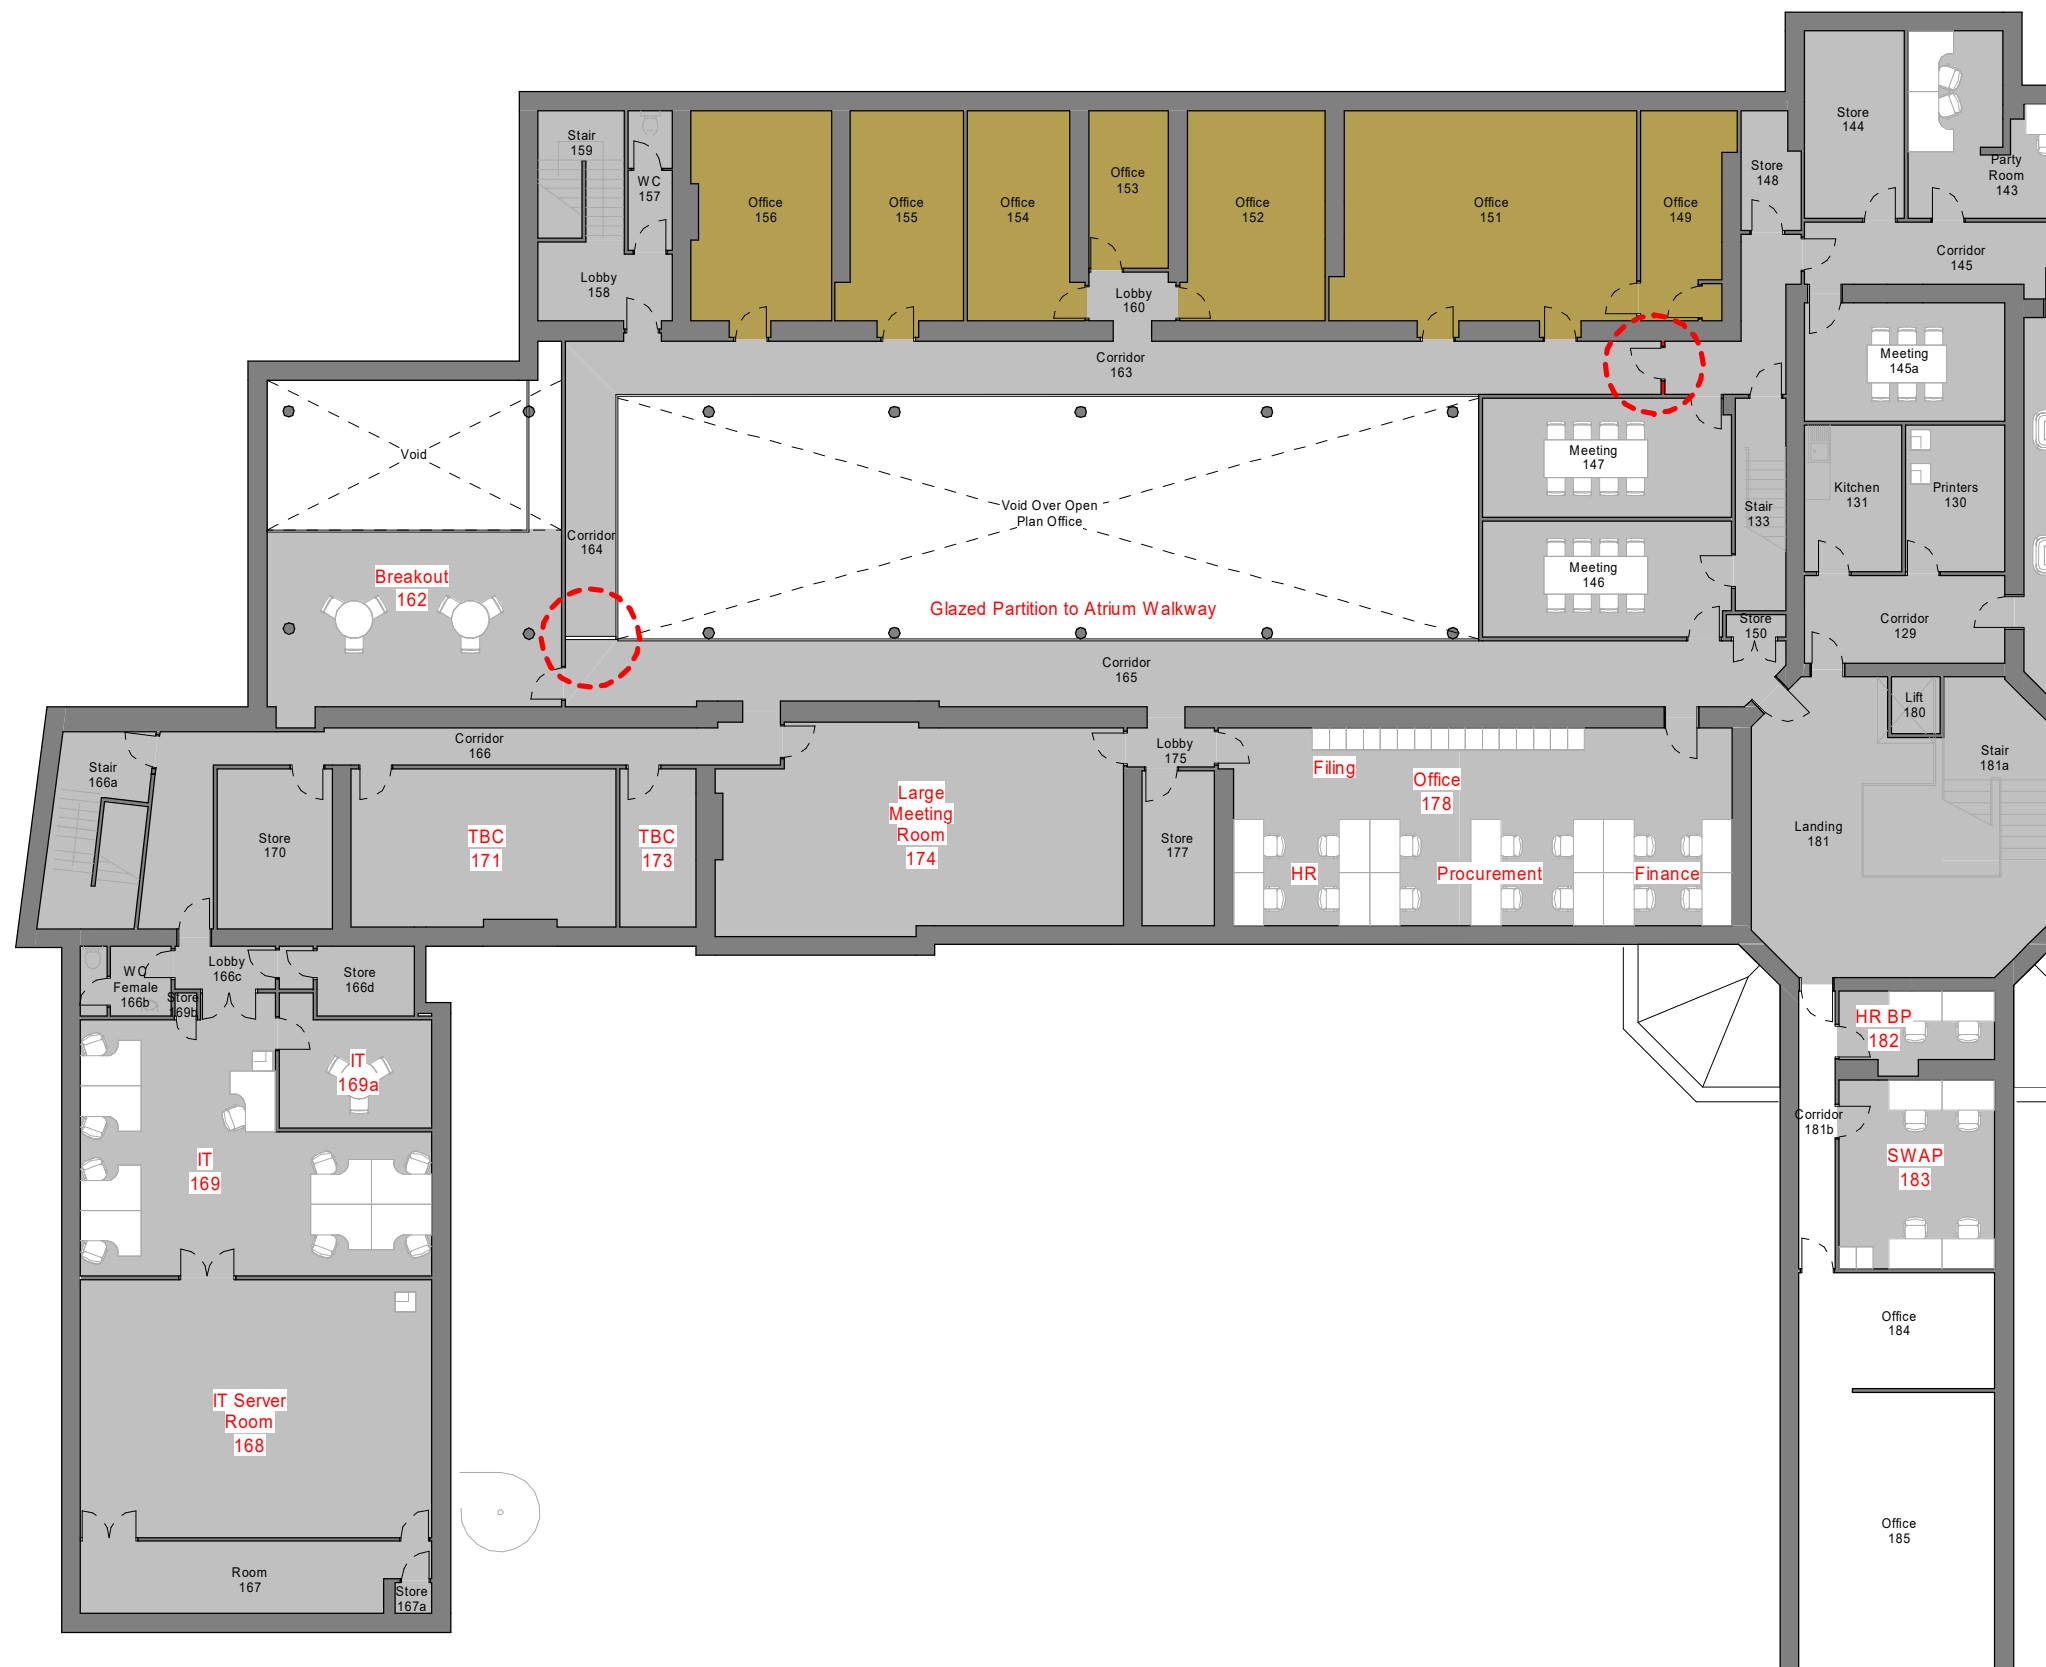 Stair
159
WC
157
Office
156
Office
155
Office
154
Office
153
Office
152
Office
151
Office
149
Store
148
Store
144
Party
Room
143
Lobby
158
Lobby
160
Corridor
145
Corridor
163
Meeting
145a
Void
Void Over Open
Plan Office
Meeting
147
Kitchen
131
Printers
130
Stair
133
Corridor
164
Meeting
146
Breakout
162
Glazed Partition to Atrium Walkway
Store
150
Corridor
129
Corridor
165
Lift
180
Corridor
166
Lobby
175
Stair
166a
Stair
181a
Filing
Office
178
Large
Meeting
Room
174
Store
170
TBC
171
TBC
173
Store
177
Landing
181
HR
Procurement
Finance
WC
Female
166b
Lobby
166c
Store
166d
Store
169b
HR BP
182
IT
169a
Corridor
181b
IT
169
SWAP
183
Office
184
IT Server
Room
168
Office
185
Room
167
Store
167a